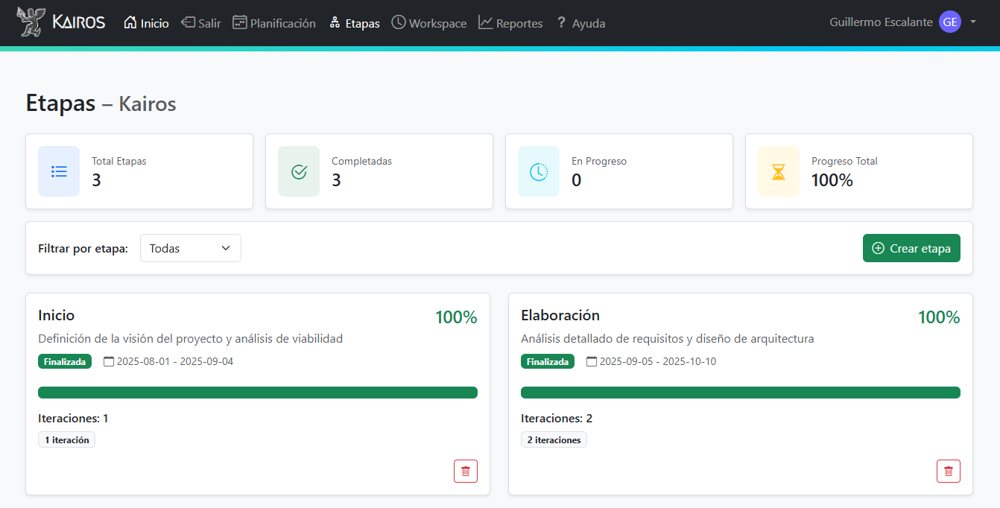 KAIROS Inicio Salir Planificación Etapas Workspace Reportes ? Ayuda Guillermo Escalante GE
Etapas – Kairos
Total Etapas
3
Completadas
3
En Progreso
0
Progreso Total
100%
Filtrar por etapa: Todas Crear etapa
Inicio 100%
Definición de la visión del proyecto y análisis de viabilidad
Finalizada 2025-08-01 - 2025-09-04
Iteraciones: 1
1 iteración
Elaboración 100%
Análisis detallado de requisitos y diseño de arquitectura
Finalizada 2025-09-05 - 2025-10-10
Iteraciones: 2
2 iteraciones